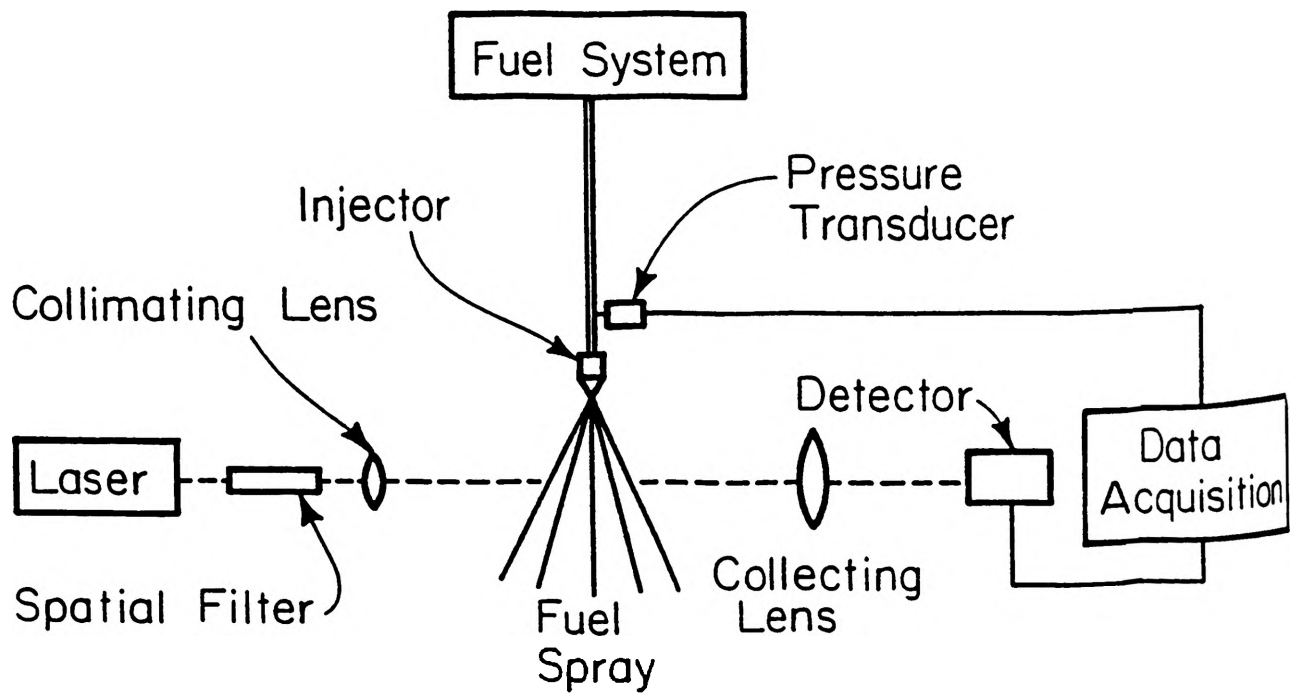 Fuel System
Pressure
Transducer
Injector
Collimating Lens
Detector
Data
Acquisition
Laser
Spatial Filter
Collecting
Lens
Fuel
Spray